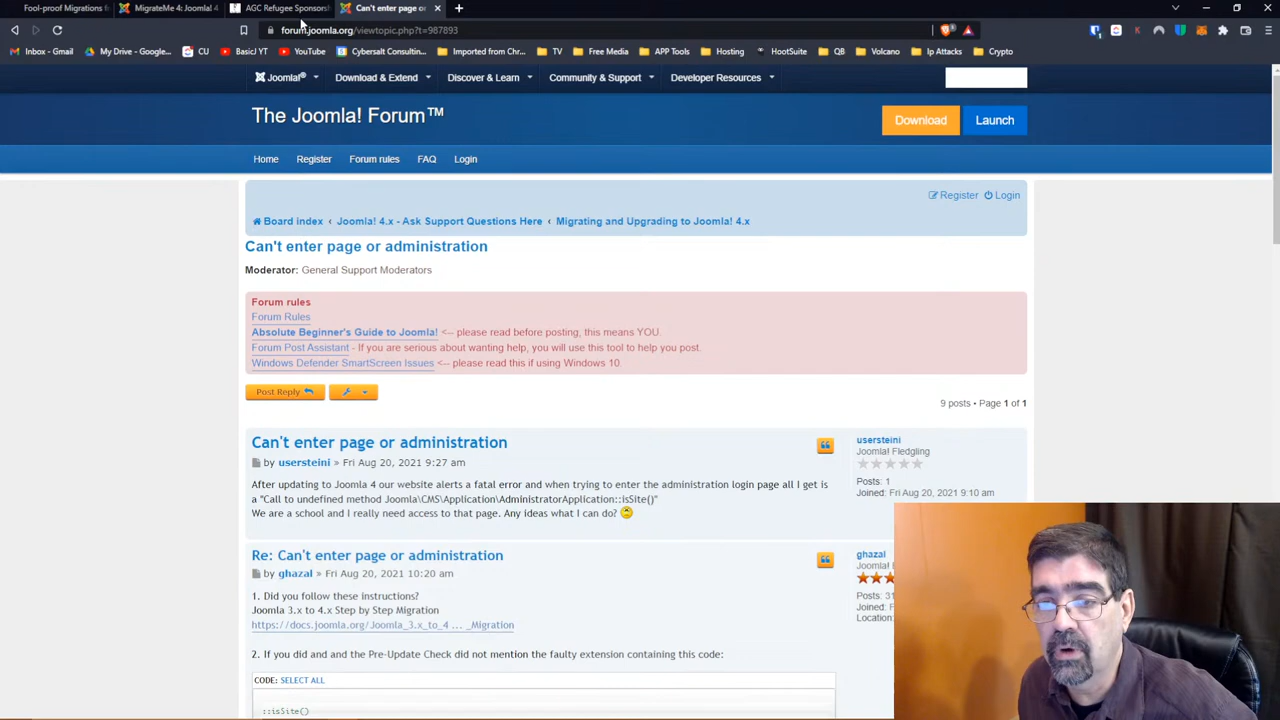 Fool-proof Migrations f
MigrateMe 4: Joomla! 4
AGC Refugee Sponsorsh
Can't enter page or
forum.joomla.org/viewtopic.php?t=987893
Inbox - Gmail
My Drive - Google...
CU
BasicJ YT
YouTube
Cybersalt Consulting...
Imported from Chr...
TV
Free Media
APP Tools
Hosting
HootSuite
QB
Volcano
Ip Attacks
Crypto
Joomla!®
Download & Extend
Discover & Learn
Community & Support
Developer Resources
The Joomla! Forum™
Download
Launch
Home
Register
Forum rules
FAQ
Login
Register
Login
Board index ‹ Joomla! 4.x - Ask Support Questions Here ‹ Migrating and Upgrading to Joomla! 4.x
Can't enter page or administration
Moderator: General Support Moderators
Forum rules
Forum Rules
Absolute Beginner's Guide to Joomla! <-- please read before posting, this means YOU.
Forum Post Assistant - If you are serious about wanting help, you will use this tool to help you post.
Windows Defender SmartScreen Issues <-- please read this if using Windows 10.
Post Reply
9 posts • Page 1 of 1
Can't enter page or administration
by usersteini » Fri Aug 20, 2021 9:27 am
After updating to Joomla 4 our website alerts a fatal error and when trying to enter the administration login page all I get is
a "Call to undefined method Joomla\CMS\Application\AdministratorApplication::isSite()"
We are a school and I really need access to that page. Any ideas what I can do?
usersteini
Joomla! Fledgling
Posts: 1
Joined: Fri Aug 20, 2021 9:10 am
Re: Can't enter page or administration
by ghazal » Fri Aug 20, 2021 10:20 am
1. Did you follow these instructions?
Joomla 3.x to 4.x Step by Step Migration
https://docs.joomla.org/Joomla_3.x_to_4 ... _Migration
2. If you did and and the Pre-Update Check did not mention the faulty extension containing this code:
CODE: SELECT ALL
::isSite()
ghazal
Joomla!
Posts: 31
Joined:
Location: